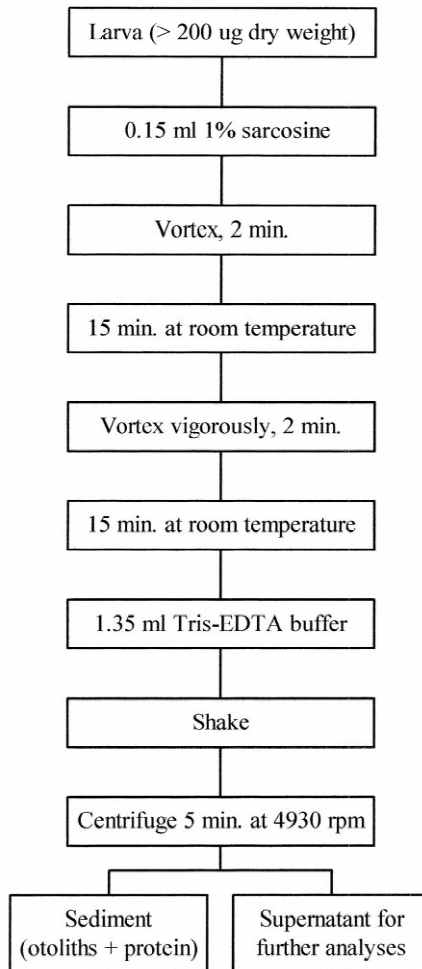 Larva (> 200 ug dry weight)
0.15 ml 1% sarcosine
Vortex, 2 min.
15 min. at room temperature
Vortex vigorously, 2 min.
15 min. at room temperature
1.35 ml Tris-EDTA buffer
Shake
Centrifuge 5 min. at 4930 rpm
Sediment
(otoliths + protein)
Supernatant for
further analyses